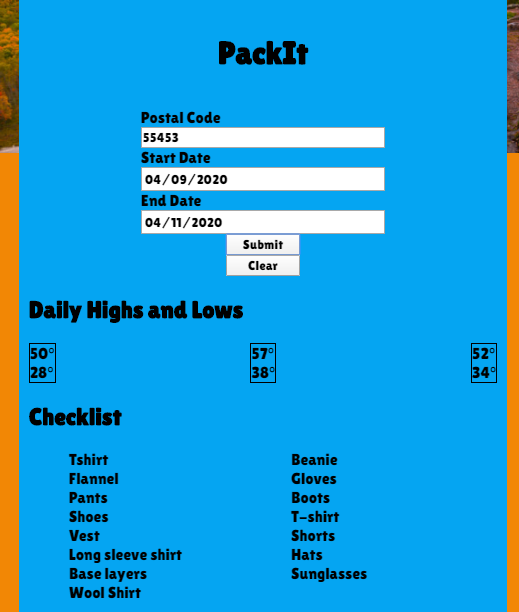 PackIt
Postal Code
55453
Start Date
04/09/2020
End Date
04/11/2020
Submit
Clear
Daily Highs and Lows
50° 57° 52°
28° 38° 34°
Checklist
Tshirt
Flannel
Pants
Shoes
Vest
Long sleeve shirt
Base layers
Wool Shirt
Beanie
Gloves
Boots
T-shirt
Shorts
Hats
Sunglasses